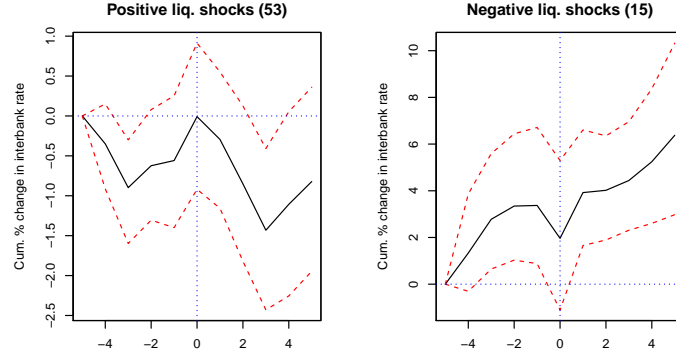 Positive liq. shocks (53)
Cum. % change in interbank rate
1.0
0.5
0.0
−0.5
−1.0
−1.5
−2.0
−2.5
−4 −2 0 2 4
Negative liq. shocks (15)
Cum. % change in interbank rate
10
8
6
4
2
0
−4 −2 0 2 4